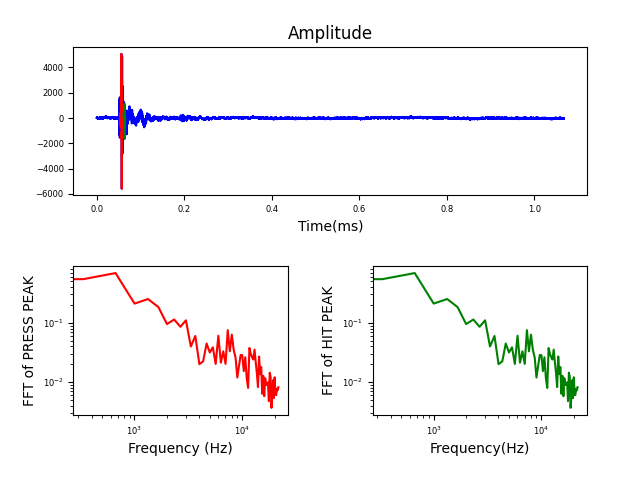 Amplitude
4000
2000
0
−2000
−4000
−6000
0.0 0.2 0.4 0.6 0.8 1.0
Time(ms)
FFT of PRESS PEAK
10⁻¹
10⁻²
10³ 10⁴
Frequency (Hz)
FFT of HIT PEAK
10⁻¹
10⁻²
10³ 10⁴
Frequency(Hz)